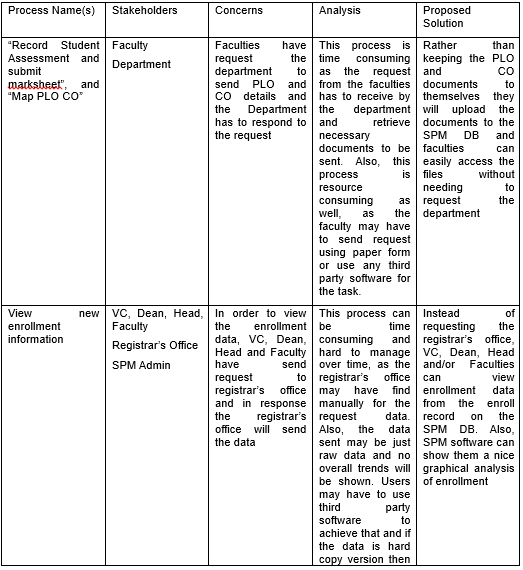 Process Name(s)
Stakeholders
Concerns
Analysis
Proposed
Solution
“Record Student
Assessment and
submit
marksheet”, and
“Map PLO CO”
Faculty
Department
Faculties have
request the
department to
send PLO and
CO details and
the Department
has to respond to
the request
This process is
time consuming
as the request
from the faculties
has to receive by
the department
and retrieve
necessary
documents to be
sent. Also, this
process is
resource
consuming as
well, as the
faculty may have
to send request
using paper form
or use any third
party software for
the task.
Rather than
keeping the PLO
and CO
documents to
themselves they
will upload the
documents to the
SPM DB and
faculties can
easily access the
files without
needing to
request the
department
View new
enrollment
information
VC, Dean, Head,
Faculty
Registrar’s Office
SPM Admin
In order to view
the enrollment
data, VC, Dean,
Head and Faculty
have send
request to
registrar’s office
and in response
the registrar’s
office will send
the data
This process can
be time
consuming and
hard to manage
over time, as the
registrar’s office
may have find
manually for the
request data.
Also, the data
sent may be just
raw data and no
overall trends will
be shown. Users
may have to use
third party
software to
achieve that and if
the data is hard
copy version then
Instead of
requesting the
registrar’s office,
VC, Dean, Head
and/or Faculties
can view
enrollment data
from the enroll
record on the
SPM DB. Also,
SPM software can
show them a nice
graphical analysis
of enrollment